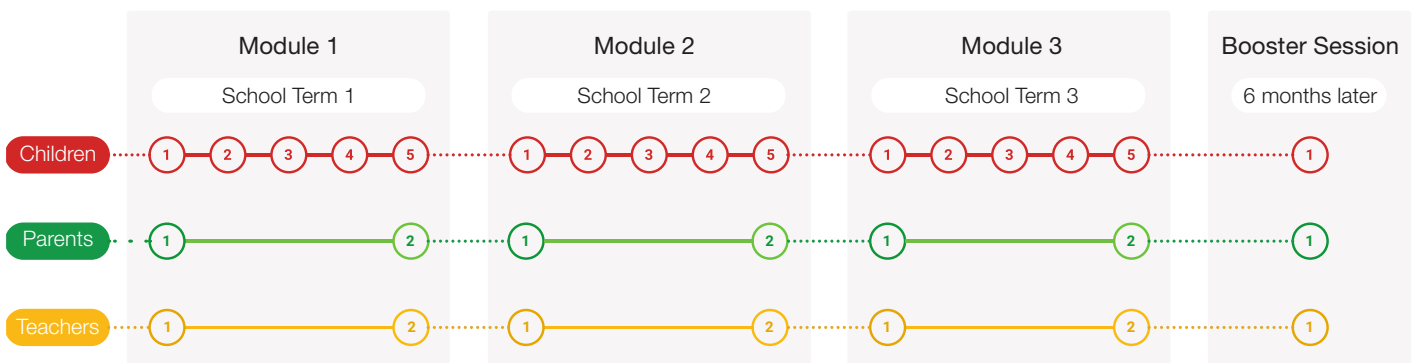 Module 1 Module 2 Module 3 Booster Session
School Term 1 School Term 2 School Term 3 6 months later
Children 1 2 3 4 5 1 2 3 4 5 1 2 3 4 5 1
Parents 1 2 1 2 1 2 1
Teachers 1 2 1 2 1 2 1